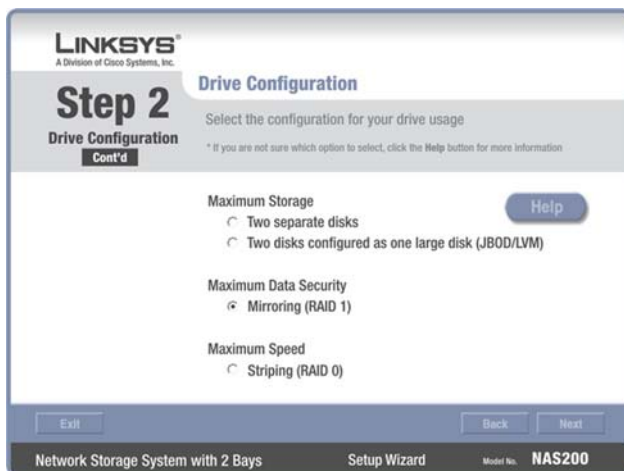 LINKSYS®
A Division of Cisco Systems, Inc.
Step 2
Drive Configuration
Cont'd
Drive Configuration
Select the configuration for your drive usage
* If you are not sure which option to select, click the Help button for more information
Maximum Storage
Help
Two separate disks
Two disks configured as one large disk (JBOD/LVM)
Maximum Data Security
Mirroring (RAID 1)
Maximum Speed
Striping (RAID 0)
Exit
Back
Next
Network Storage System with 2 Bays
Setup Wizard
Model No. NAS200